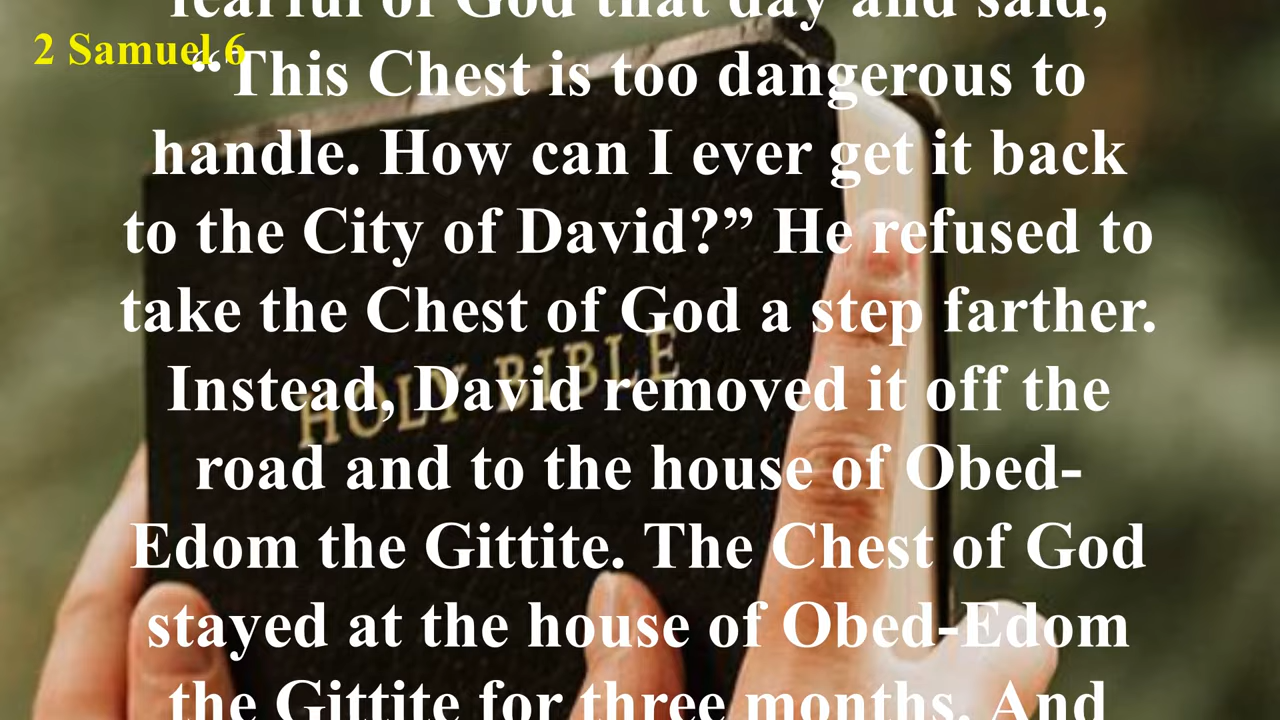 fearful of God that day and said,
2 Samuel 6
“This Chest is too dangerous to
handle. How can I ever get it back
to the City of David?” He refused to
take the Chest of God a step farther.
Instead, David removed it off the
road and to the house of Obed-
Edom the Gittite. The Chest of God
stayed at the house of Obed-Edom
the Gittite for three months. And
HOLY BIBLE